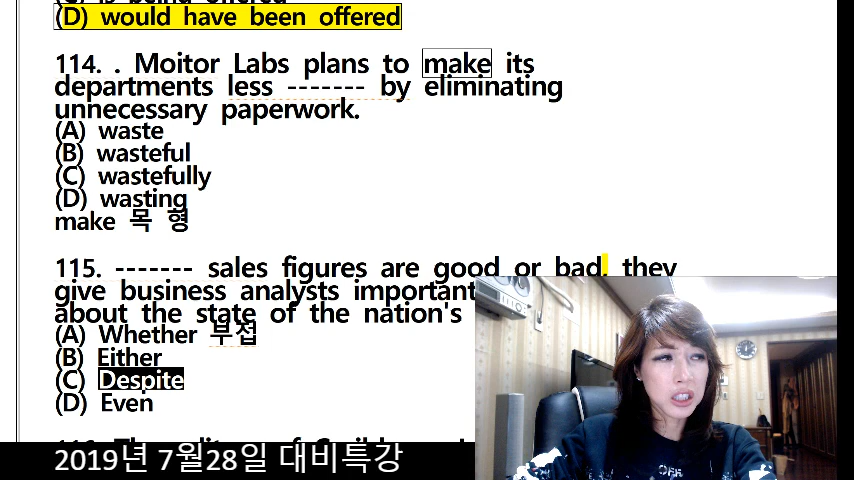 (D) would have been offered
114. . Moitor Labs plans to make its
departments less ------- by eliminating
unnecessary paperwork.
(A) waste
(B) wasteful
(C) wastefully
(D) wasting
make 목 형
115. ------- sales figures are good or bad, they
give business analysts important
about the state of the nation's
(A) Whether 부접
(B) Either
(C) Despite
(D) Even
2019년 7월28일 대비특강